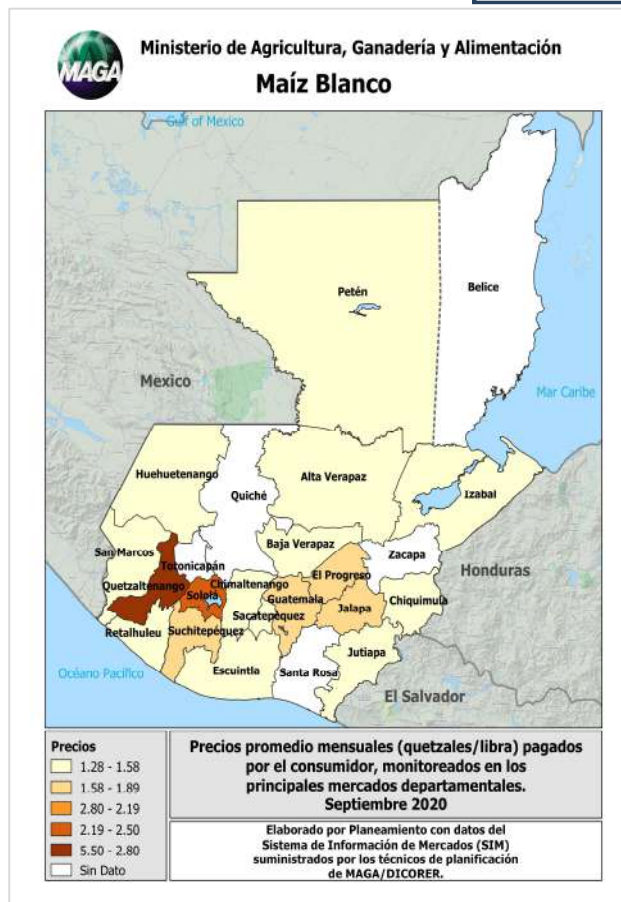 MAGA
Ministerio de Agricultura, Ganadería y Alimentación
Maíz Blanco
Gulf of Mexico
Petén
Belice
Mexico
Mar Caribe
Huehuetenango
Quiché
Alta Verapaz
Izabal
San Marcos
Totonicapán
Baja Verapaz
Zacapa
Honduras
Quetzaltenango
Sololá
Chimaltenango
El Progreso
Guatemala
Jalapa
Chiquimula
Sacatepéquez
Retalhuleu
Suchitepéquez
Jutiapa
Escuintla
Santa Rosa
Océano Pacífico
El Salvador
Precios
1.28 - 1.58
1.58 - 1.89
2.80 - 2.19
2.19 - 2.50
5.50 - 2.80
Sin Dato
Precios promedio mensuales (quetzales/libra) pagados
por el consumidor, monitoreados en los
principales mercados departamentales.
Septiembre 2020
Elaborado por Planeamiento con datos del
Sistema de Información de Mercados (SIM)
suministrados por los técnicos de planificación
de MAGA/DICORER.